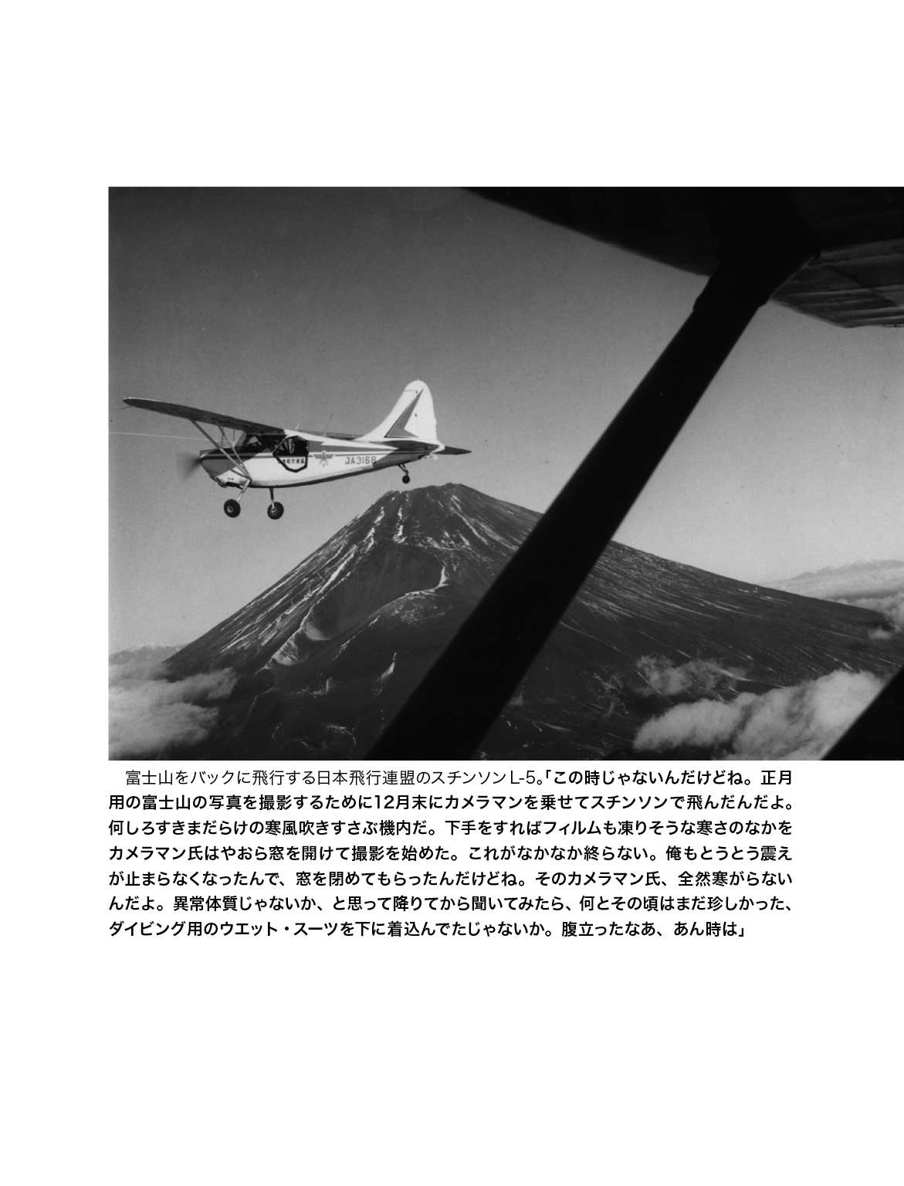 JA3168
富士山をバックに飛行する日本飛行連盟のスチンソンL-5。「この時じゃないんだけどね。正月
用の富士山の写真を撮影するために12月末にカメラマンを乗せてスチンソンで飛んだんだよ。
何しろすきまだらけの寒風吹きすさぶ機内だ。下手をすればフィルムも凍りそうな寒さのなかを
カメラマン氏はやおら窓を開けて撮影を始めた。これがなかなか終らない。俺もとうとう震え
が止まらなくなったんで、窓を閉めてもらったんだけどね。そのカメラマン氏、全然寒がらない
んだよ。異常体質じゃないか、と思って降りてから聞いてみたら、何とその頃はまだ珍しかった、
ダイビング用のウエット・スーツを下に着込んでたじゃないか。腹立ったなあ、あん時は」